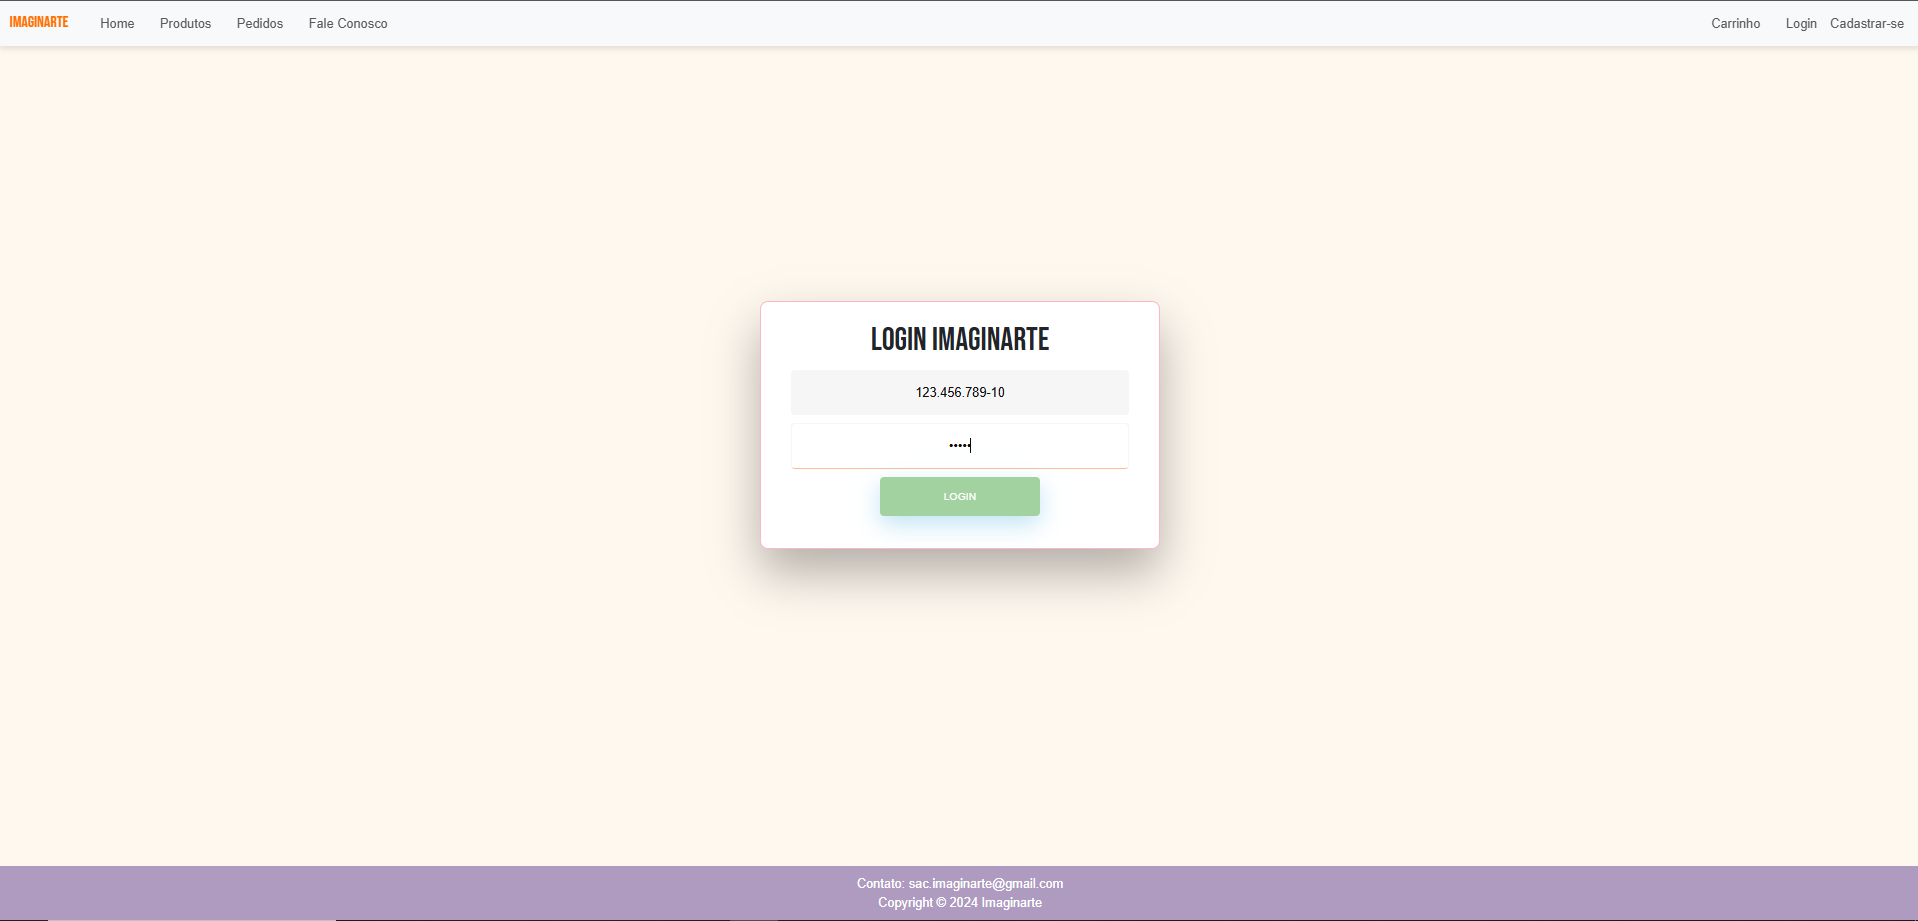 IMAGINARTE Home Produtos Pedidos Fale Conosco Carrinho Login Cadastrar-se
LOGIN IMAGINARTE
123.456.789-10
•••••
LOGIN
Contato: sac.imaginarte@gmail.com
Copyright © 2024 Imaginarte